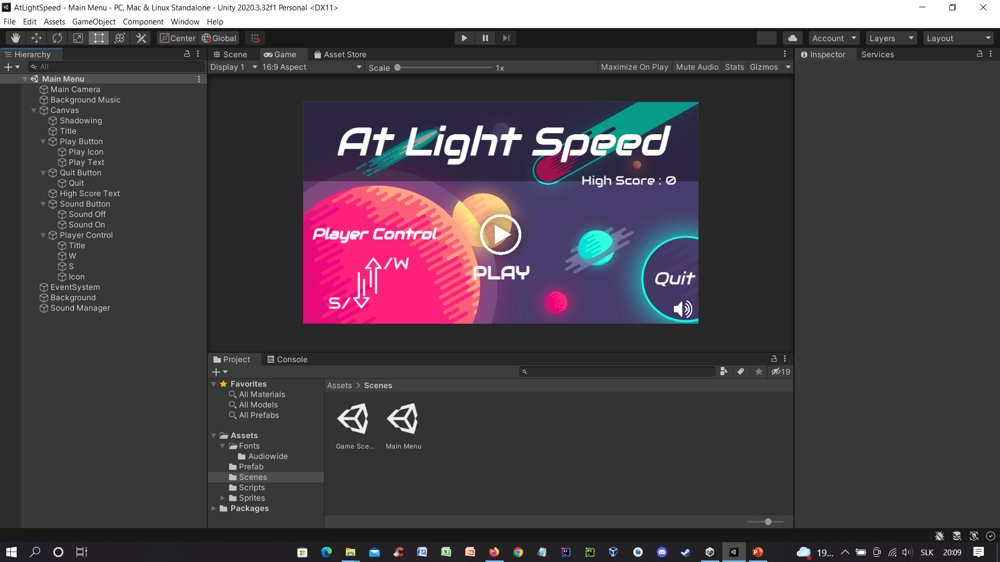 AtLightSpeed - Main Menu - PC, Mac & Linux Standalone - Unity 2020.3.32f1 Personal <DX11>
File Edit Assets GameObject Component Window Help
Center Global Account Layers Layout
Hierarchy
All
Main Menu
Main Camera
Background Music
Canvas
Shadowing
Title
Play Button
Play Icon
Play Text
Quit Button
Quit
High Score Text
Sound Button
Sound Off
Sound On
Player Control
Title
W
S
Icon
EventSystem
Background
Sound Manager
Scene Game Asset Store
Display 1 16:9 Aspect Scale 1x Maximize On Play Mute Audio Stats Gizmos
At Light Speed
High Score : 0
Player Control
/W
S/
PLAY
Quit
Inspector Services
Project Console
19
Favorites
All Materials
All Models
All Prefabs
Assets
Fonts
Audiowide
Prefab
Scenes
Scripts
Sprites
Packages
Assets > Scenes
Game Sce... Main Menu
19... SLK 20:09